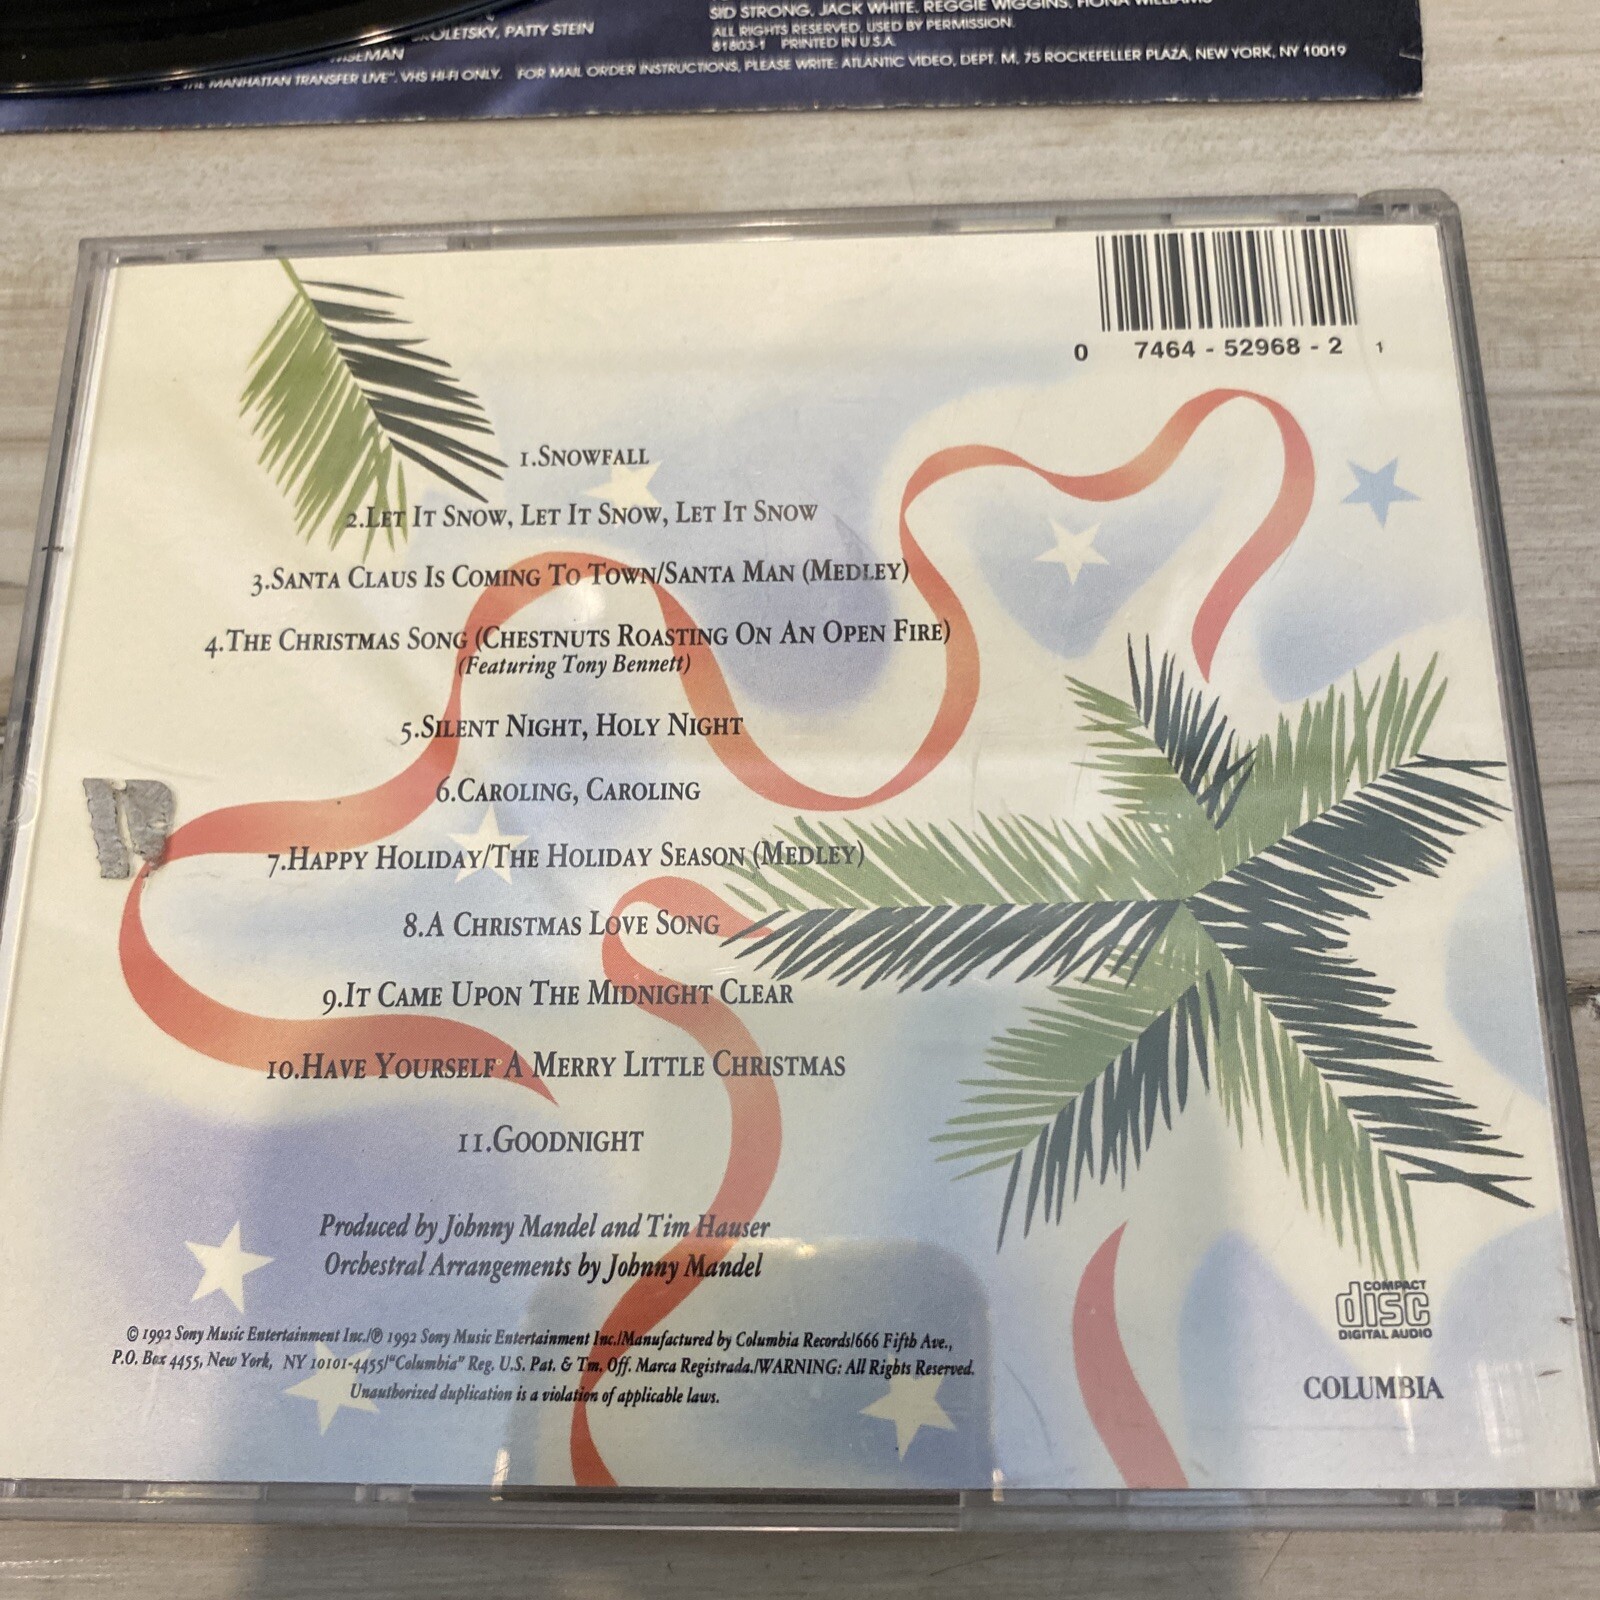 SID STRONG, JACK WHITE, REGGIE WIGGINS, FIONA WILLIAMS
PATTY STEIN
ALL RIGHTS RESERVED. USED BY PERMISSION.
81803-1 PRINTED IN U.S.A.
"THE MANHATTAN TRANSFER LIVE", VHS HI-FI ONLY. FOR MAIL ORDER INSTRUCTIONS, PLEASE WRITE: ATLANTIC VIDEO, DEPT. M, 75 ROCKEFELLER PLAZA, NEW YORK, NY 10019
0 7464 - 52968 - 2 1
1.SNOWFALL
2.LET IT SNOW, LET IT SNOW, LET IT SNOW
3.SANTA CLAUS IS COMING TO TOWN/SANTA MAN (MEDLEY)
4.THE CHRISTMAS SONG (CHESTNUTS ROASTING ON AN OPEN FIRE)
(Featuring Tony Bennett)
5.SILENT NIGHT, HOLY NIGHT
6.CAROLING, CAROLING
7.HAPPY HOLIDAY/THE HOLIDAY SEASON (MEDLEY)
8.A CHRISTMAS LOVE SONG
9.IT CAME UPON THE MIDNIGHT CLEAR
10.HAVE YOURSELF A MERRY LITTLE CHRISTMAS
11.GOODNIGHT
Produced by Johnny Mandel and Tim Hauser
Orchestral Arrangements by Johnny Mandel
© 1992 Sony Music Entertainment Inc./℗ 1992 Sony Music Entertainment Inc./Manufactured by Columbia Records/666 Fifth Ave.,
P.O. Box 4455, New York, NY 10101-4455/"Columbia" Reg. U.S. Pat. & Tm. Off. Marca Registrada./WARNING: All Rights Reserved.
Unauthorized duplication is a violation of applicable laws.
COMPACT
disc
DIGITAL AUDIO
COLUMBIA